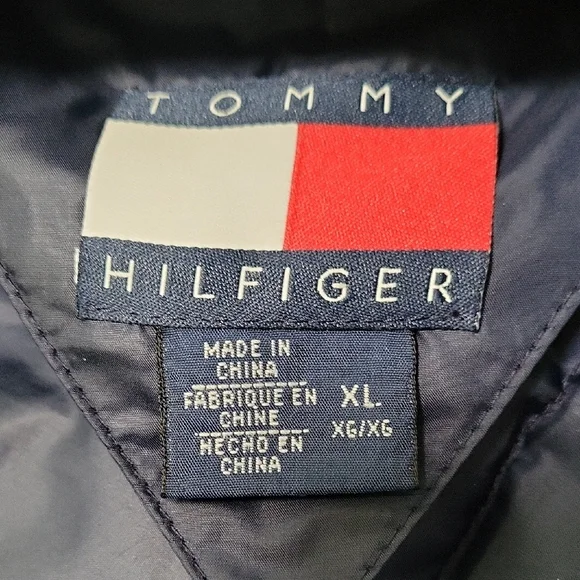 TOMMY
HILFIGER
MADE IN
CHINA
FABRIQUE EN
CHINE
HECHO EN
CHINA
XL
XG/XG